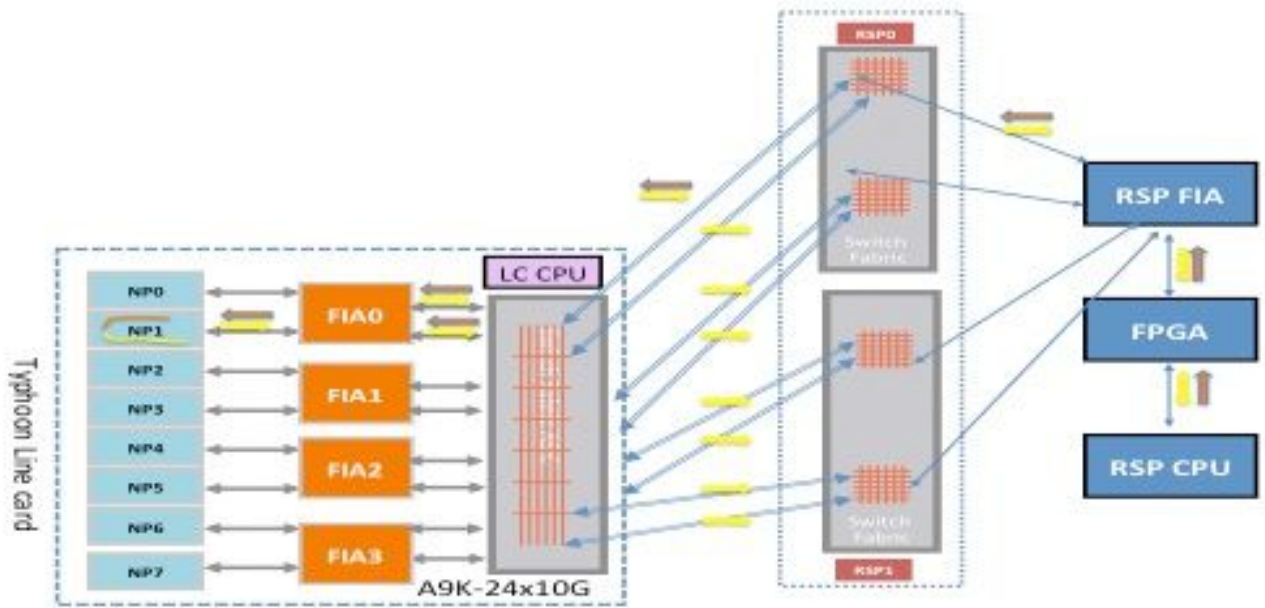 RSP0
Switch
Fabric
RSP FIA
FPGA
RSP CPU
Switch
Fabric
RSP1
LC CPU
NP0
NP1
NP2
NP3
NP4
NP5
NP6
NP7
FIA0
FIA1
FIA2
FIA3
A9K-24x10G
Typhoon Line card